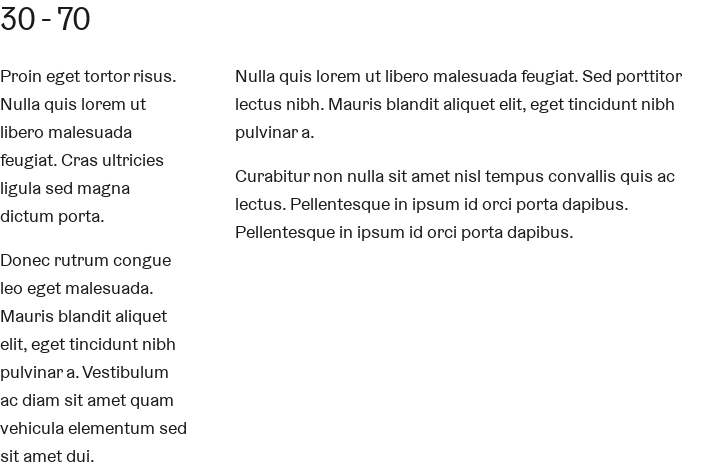 30 - 70
Proin eget tortor risus.
Nulla quis lorem ut
libero malesuada
feugiat. Cras ultricies
ligula sed magna
dictum porta.
Donec rutrum congue
leo eget malesuada.
Mauris blandit aliquet
elit, eget tincidunt nibh
pulvinar a. Vestibulum
ac diam sit amet quam
vehicula elementum sed
sit amet dui.
Nulla quis lorem ut libero malesuada feugiat. Sed porttitor
lectus nibh. Mauris blandit aliquet elit, eget tincidunt nibh
pulvinar a.
Curabitur non nulla sit amet nisl tempus convallis quis ac
lectus. Pellentesque in ipsum id orci porta dapibus.
Pellentesque in ipsum id orci porta dapibus.